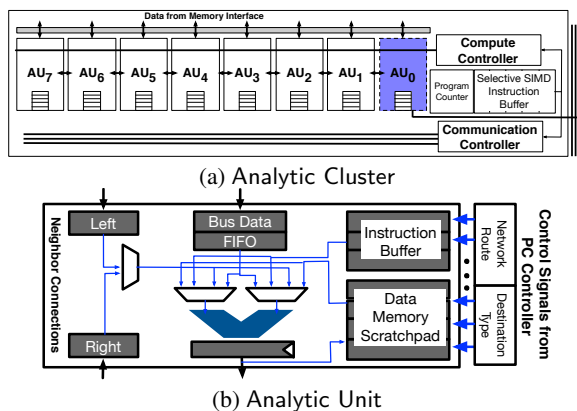 Data from Memory Interface
AU7
AU6
AU5
AU4
AU3
AU2
AU1
AU0
Compute
Controller
Program
Counter
Selective SIMD
Instruction
Buffer
Communication
Controller
(a) Analytic Cluster
Neighbor Connections
Left
Right
Bus Data
FIFO
Instruction
Buffer
Data
Memory
Scratchpad
Network
Route
Destination
Type
Control Signals from
PC Controller
(b) Analytic Unit